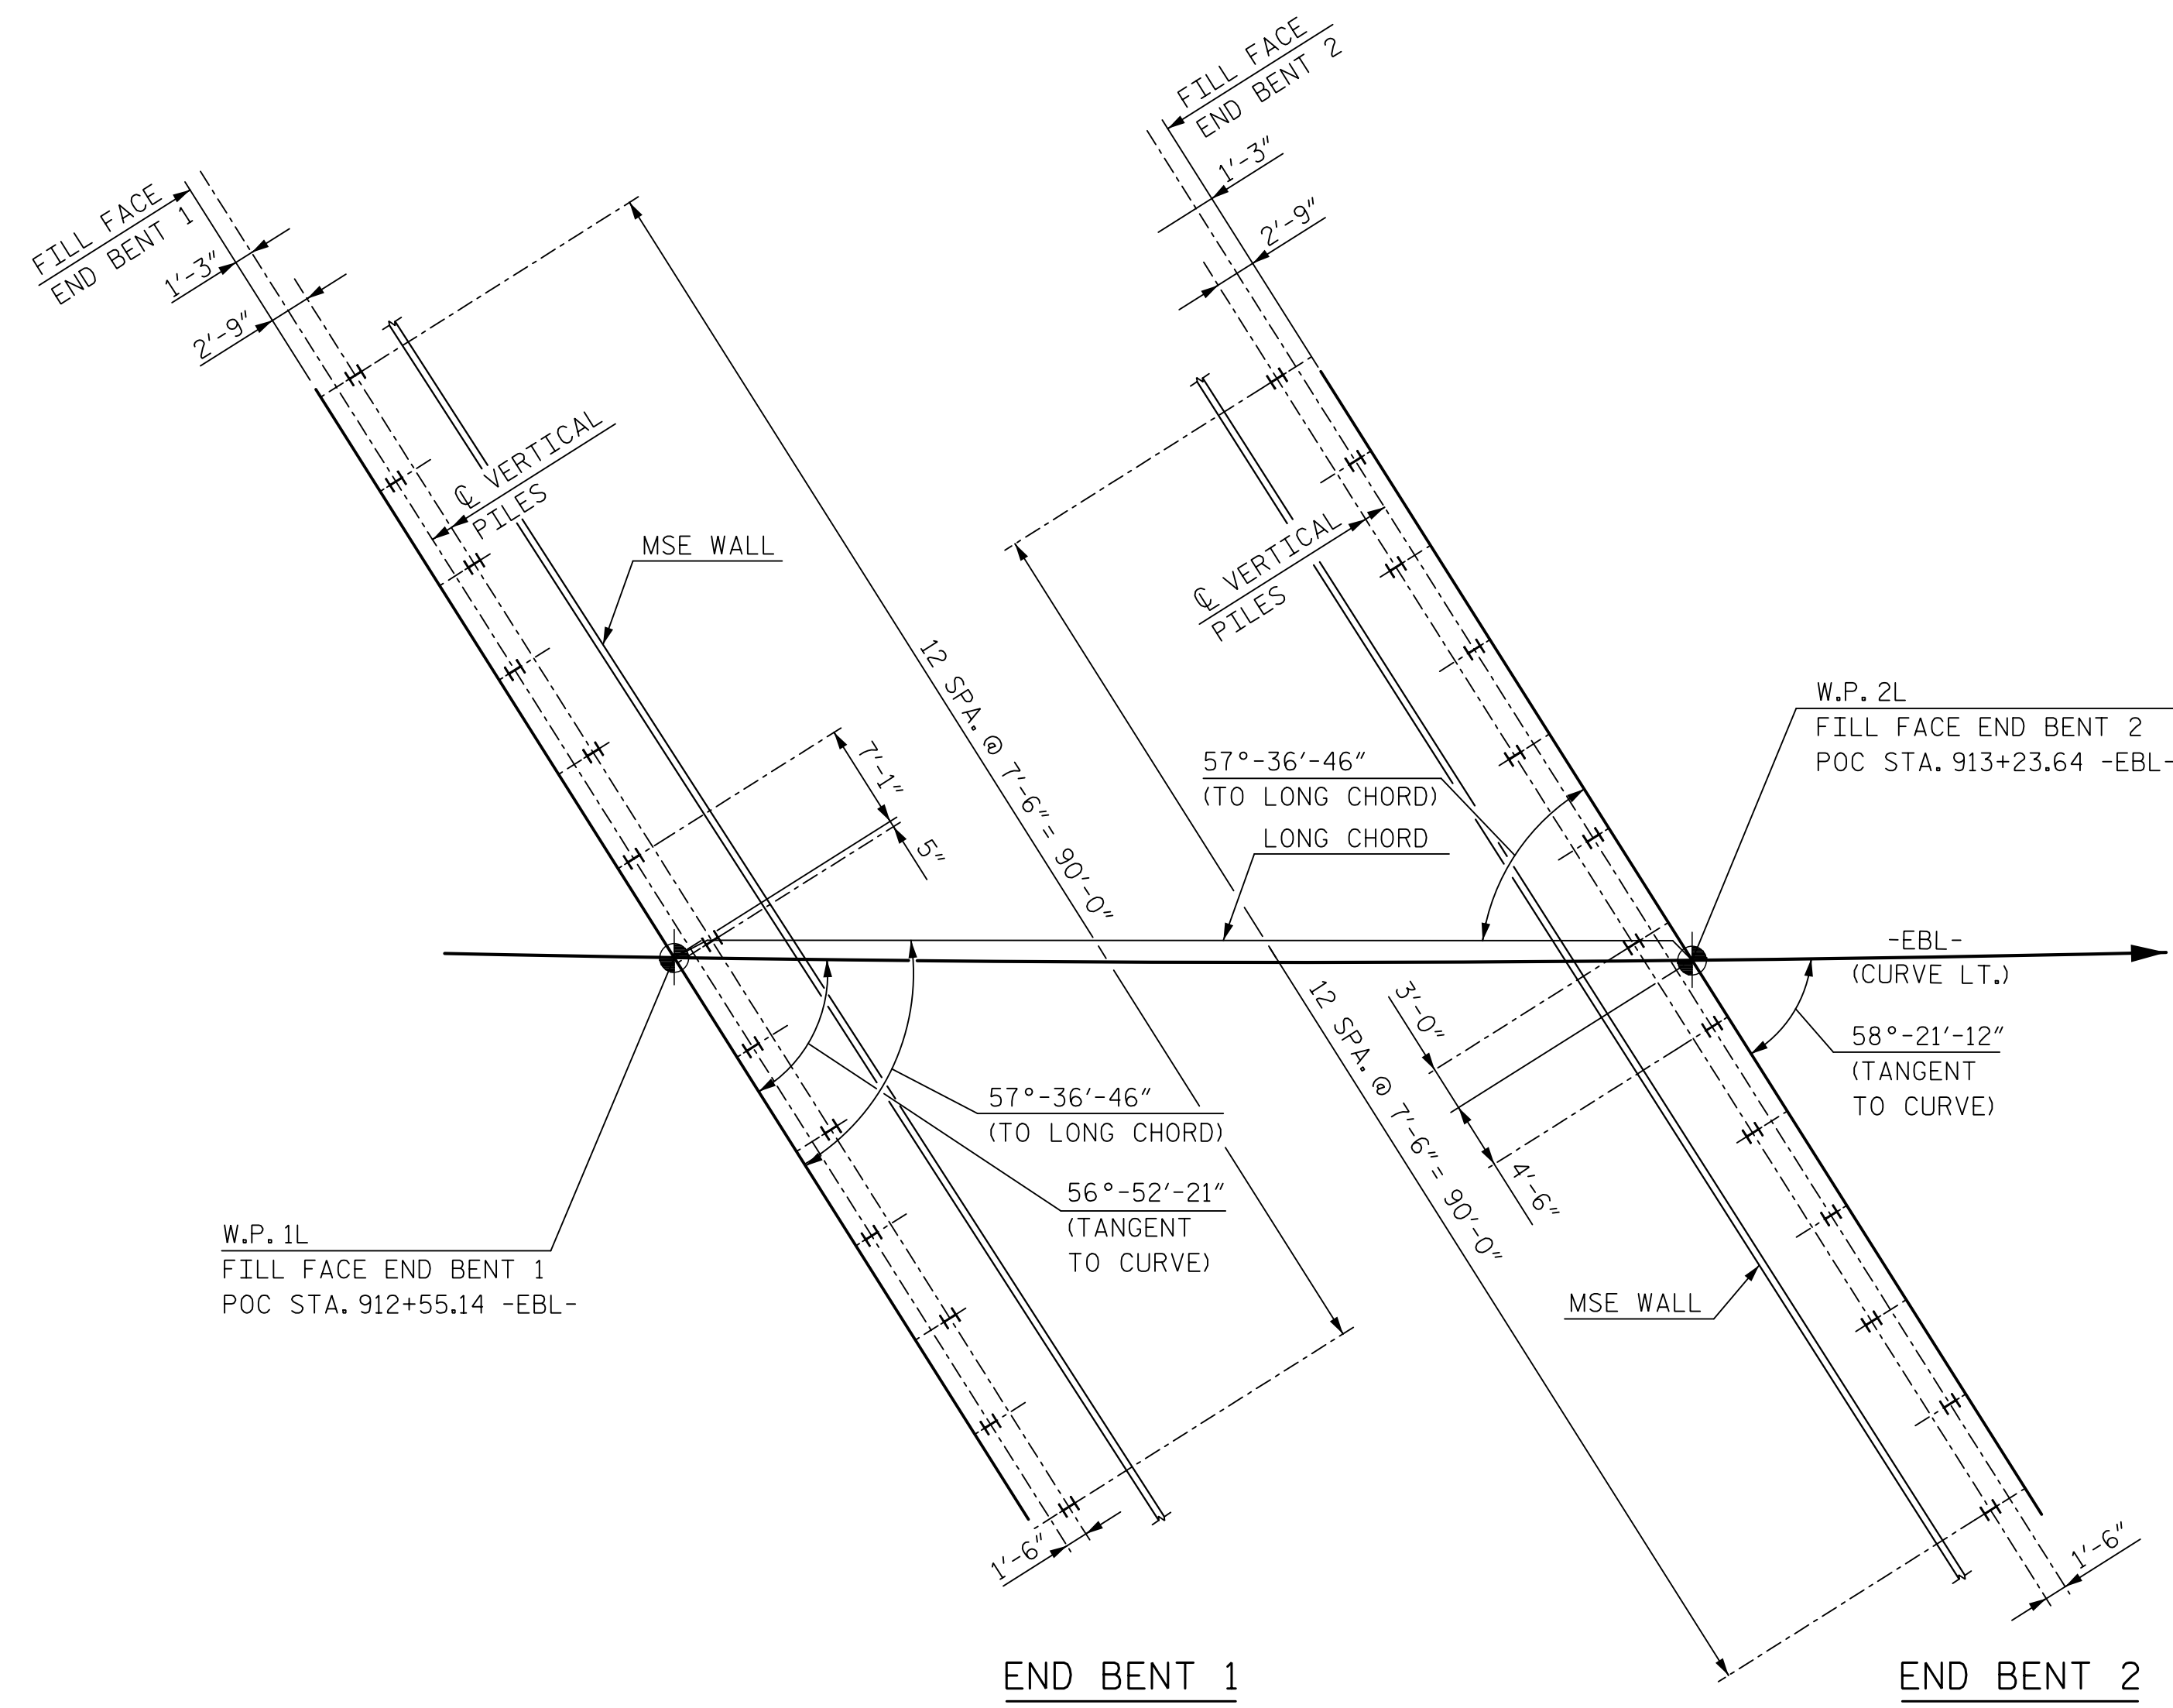 FILL FACE
END BENT 1
1'-3"
2'-9"
FILL FACE
END BENT 2
1'-3"
2'-9"
℄ VERTICAL
PILES
MSE WALL
12 SPA. @ 7'-6" = 90'-0"
℄ VERTICAL
PILES
7'-1"
5"
57°-36'-46"
(TO LONG CHORD)
LONG CHORD
W.P. 2L
FILL FACE END BENT 2
POC STA. 913+23.64 -EBL-
-EBL-
(CURVE LT.)
58°-21'-12"
(TANGENT
TO CURVE)
3'-0"
4'-6"
12 SPA. @ 7'-6" = 90'-0"
57°-36'-46"
(TO LONG CHORD)
56°-52'-21"
(TANGENT
TO CURVE)
W.P. 1L
FILL FACE END BENT 1
POC STA. 912+55.14 -EBL-
MSE WALL
1'-6"
1'-6"
END BENT 1
END BENT 2